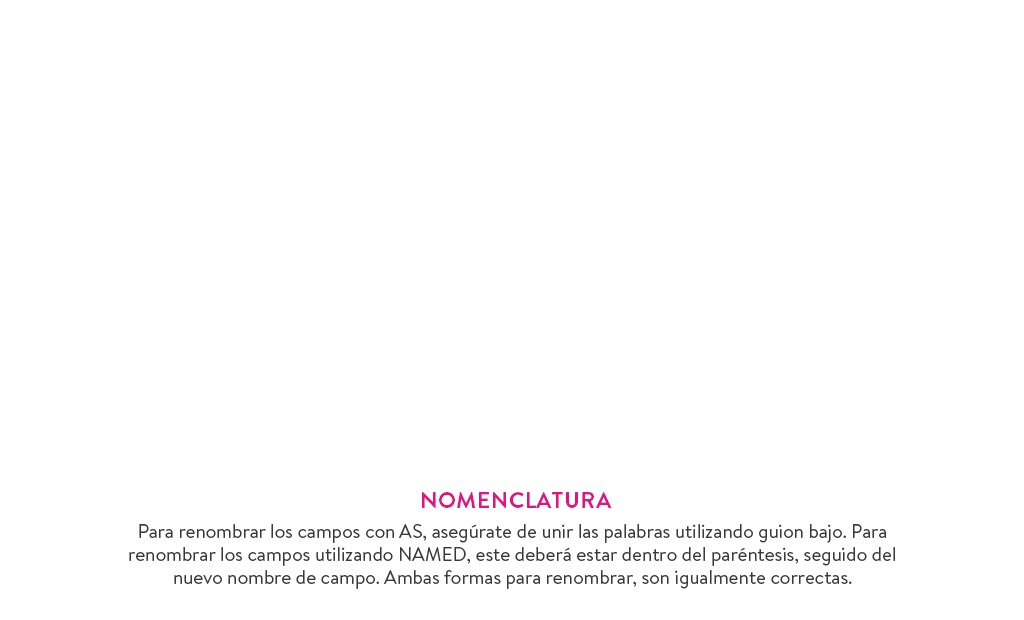 NOMENCLATURA
Para renombrar los campos con AS, asegúrate de unir las palabras utilizando guion bajo. Para
renombrar los campos utilizando NAMED, este deberá estar dentro del paréntesis, seguido del
nuevo nombre de campo. Ambas formas para renombrar, son igualmente correctas.